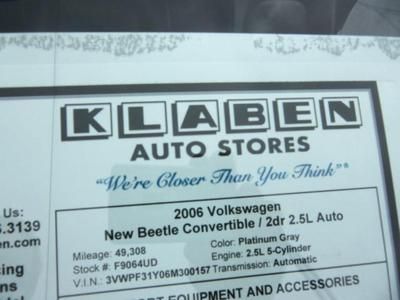 KLABEN
AUTO STORES
"We're Closer Than You Think"*
Us:
3139
en.com
2006 Volkswagen
New Beetle Convertible / 2dr 2.5L Auto
Mileage: 49,308 Color: Platinum Gray
Stock #: F9064UD Engine: 2.5L 5-Cylinder
V.I.N.: 3VWPF31Y06M300157 Transmission: Automatic
EQUIPMENT AND ACCESSORIES